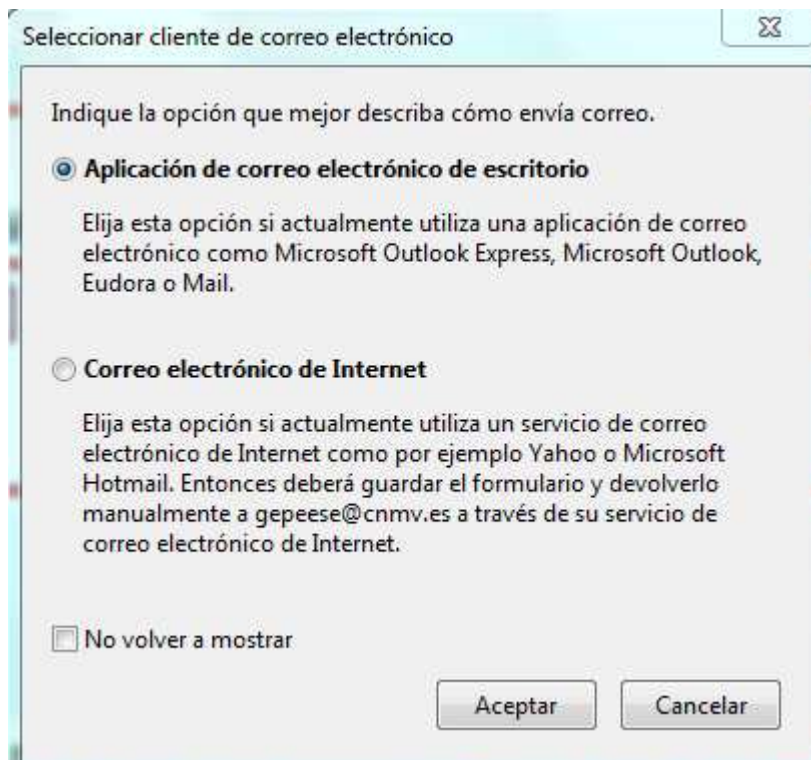 Seleccionar cliente de correo electrónico
Indique la opción que mejor describa cómo envía correo.
Aplicación de correo electrónico de escritorio
Elija esta opción si actualmente utiliza una aplicación de correo
electrónico como Microsoft Outlook Express, Microsoft Outlook,
Eudora o Mail.
Correo electrónico de Internet
Elija esta opción si actualmente utiliza un servicio de correo
electrónico de Internet como por ejemplo Yahoo o Microsoft
Hotmail. Entonces deberá guardar el formulario y devolverlo
manualmente a gepeese@cnmv.es a través de su servicio de
correo electrónico de Internet.
No volver a mostrar
Aceptar Cancelar